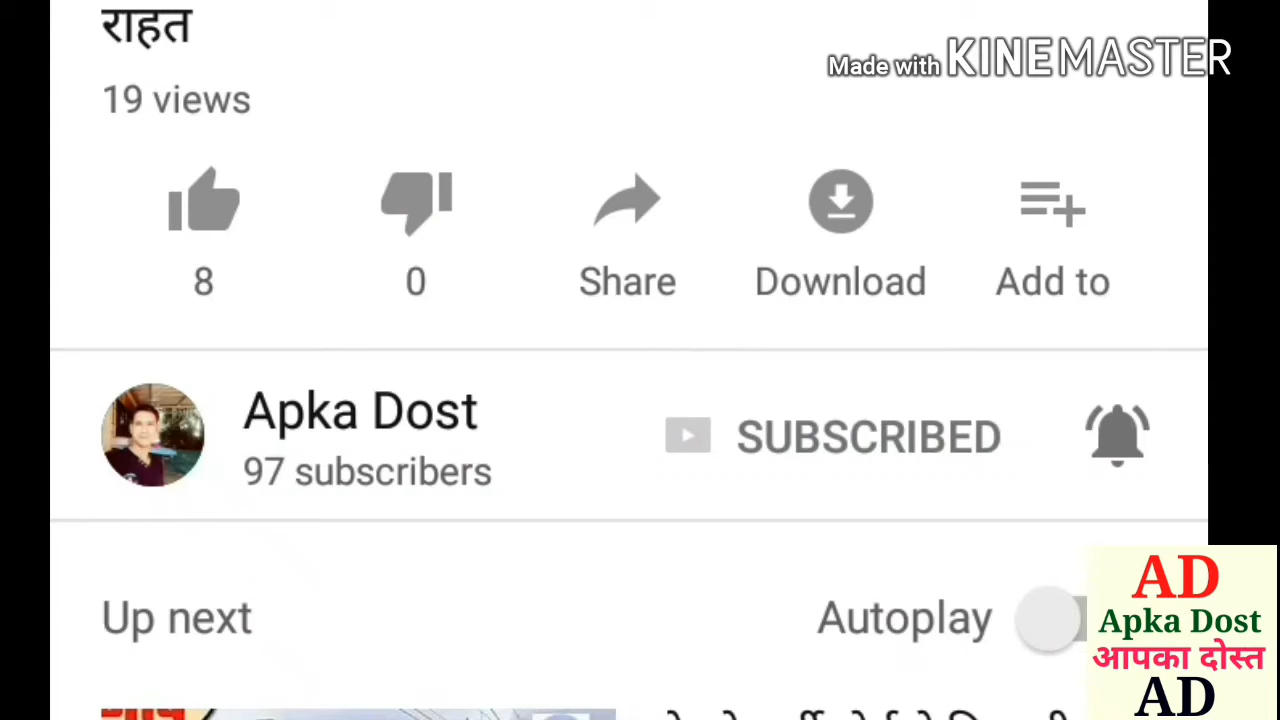 राहत
Made with KINEMASTER
19 views
8
0
Share
Download
Add to
Apka Dost
97 subscribers
SUBSCRIBED
Up next
Autoplay
AD
Apka Dost
आपका दोस्त
AD